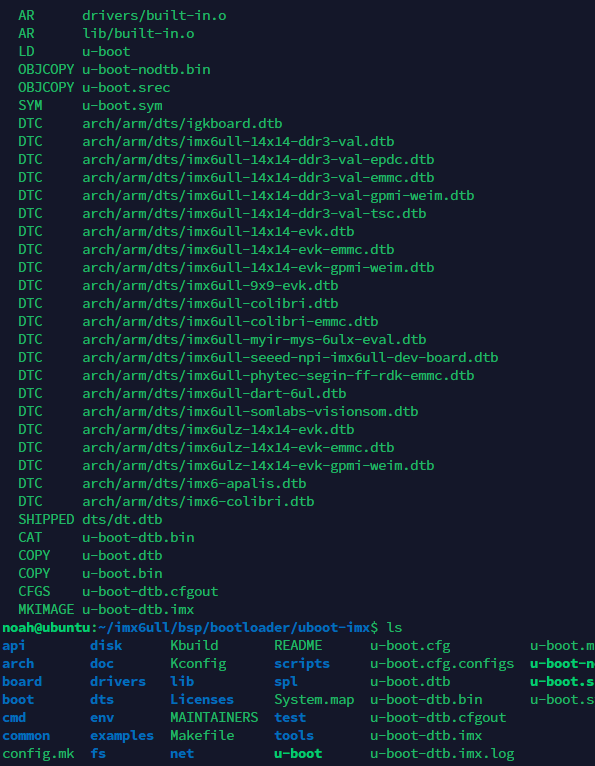 AR drivers/built-in.o
AR lib/built-in.o
LD u-boot
OBJCOPY u-boot-nodtb.bin
OBJCOPY u-boot.srec
SYM u-boot.sym
DTC arch/arm/dts/igkboard.dtb
DTC arch/arm/dts/imx6ull-14x14-ddr3-val.dtb
DTC arch/arm/dts/imx6ull-14x14-ddr3-val-epdc.dtb
DTC arch/arm/dts/imx6ull-14x14-ddr3-val-emmc.dtb
DTC arch/arm/dts/imx6ull-14x14-ddr3-val-gpmi-weim.dtb
DTC arch/arm/dts/imx6ull-14x14-ddr3-val-tsc.dtb
DTC arch/arm/dts/imx6ull-14x14-evk.dtb
DTC arch/arm/dts/imx6ull-14x14-evk-emmc.dtb
DTC arch/arm/dts/imx6ull-14x14-evk-gpmi-weim.dtb
DTC arch/arm/dts/imx6ull-9x9-evk.dtb
DTC arch/arm/dts/imx6ull-colibri.dtb
DTC arch/arm/dts/imx6ull-colibri-emmc.dtb
DTC arch/arm/dts/imx6ull-myir-mys-6ulx-eval.dtb
DTC arch/arm/dts/imx6ull-seeed-npi-imx6ull-dev-board.dtb
DTC arch/arm/dts/imx6ull-phytec-segin-ff-rdk-emmc.dtb
DTC arch/arm/dts/imx6ull-dart-6ul.dtb
DTC arch/arm/dts/imx6ull-somlabs-visionsom.dtb
DTC arch/arm/dts/imx6ulz-14x14-evk.dtb
DTC arch/arm/dts/imx6ulz-14x14-evk-emmc.dtb
DTC arch/arm/dts/imx6ulz-14x14-evk-gpmi-weim.dtb
DTC arch/arm/dts/imx6-apalis.dtb
DTC arch/arm/dts/imx6-colibri.dtb
SHIPPED dts/dt.dtb
CAT u-boot-dtb.bin
COPY u-boot.dtb
COPY u-boot.bin
CFGS u-boot-dtb.cfgout
MKIMAGE u-boot-dtb.imx
noah@ubuntu:~/imx6ull/bsp/bootloader/uboot-imx$ ls
api disk Kbuild README u-boot.cfg u-boot.m
arch doc Kconfig scripts u-boot.cfg.configs u-boot-n
board drivers lib spl u-boot.dtb u-boot.s
boot dts Licenses System.map u-boot-dtb.bin u-boot.s
cmd env MAINTAINERS test u-boot-dtb.cfgout
common examples Makefile tools u-boot-dtb.imx
config.mk fs net u-boot u-boot-dtb.imx.log